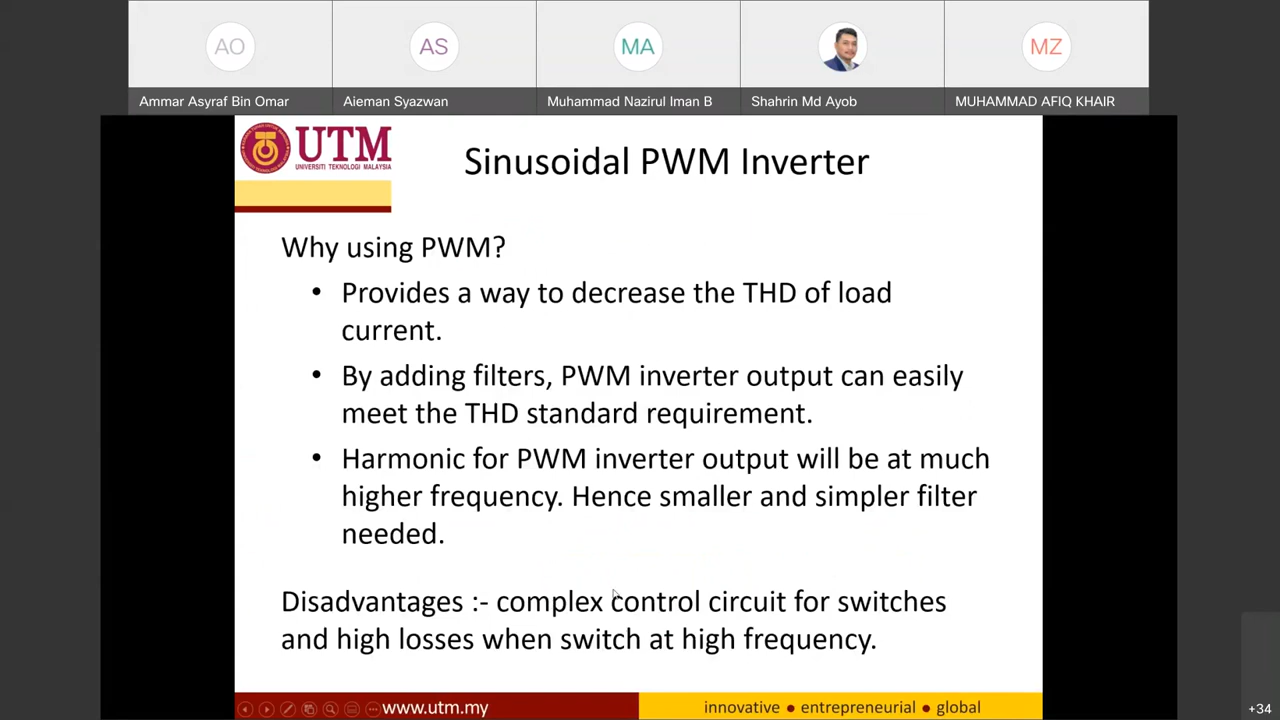 AO
AS
MA
MZ
Ammar Asyraf Bin Omar
Aieman Syazwan
Muhammad Nazirul Iman B
Shahrin Md Ayob
MUHAMMAD AFIQ KHAIR
UTM
UNIVERSITI TEKNOLOGI MALAYSIA
Sinusoidal PWM Inverter
Why using PWM?
• Provides a way to decrease the THD of load
current.
• By adding filters, PWM inverter output can easily
meet the THD standard requirement.
• Harmonic for PWM inverter output will be at much
higher frequency. Hence smaller and simpler filter
needed.
Disadvantages :- complex control circuit for switches
and high losses when switch at high frequency.
www.utm.my
innovative ● entrepreneurial ● global
+34